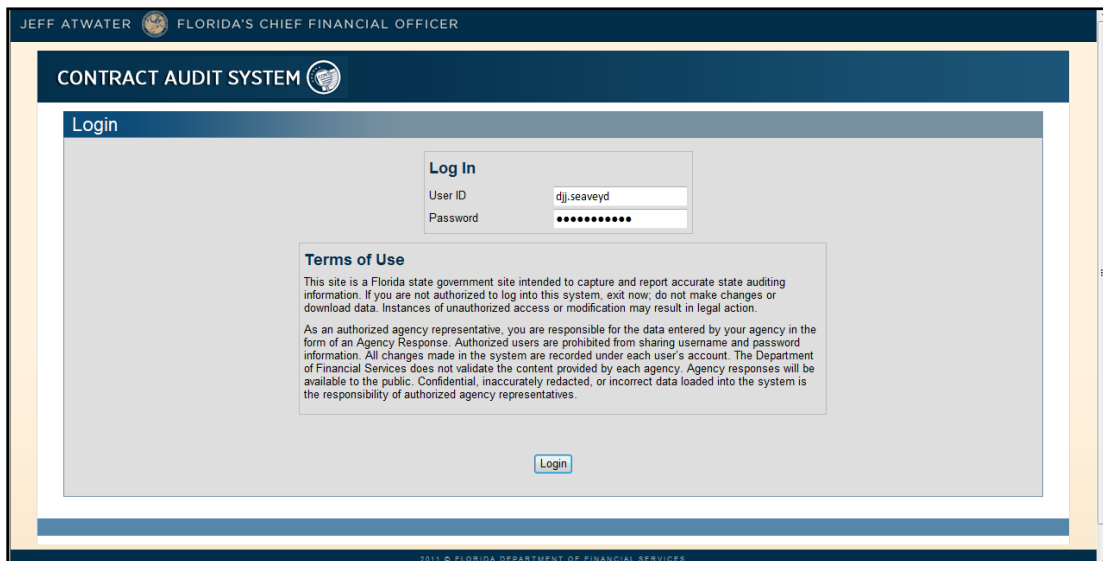 JEFF ATWATER FLORIDA'S CHIEF FINANCIAL OFFICER
CONTRACT AUDIT SYSTEM
Login
Log In
User ID djj.seaveyd
Password •••••••••••
Terms of Use
This site is a Florida state government site intended to capture and report accurate state auditing
information. If you are not authorized to log into this system, exit now; do not make changes or
download data. Instances of unauthorized access or modification may result in legal action.
As an authorized agency representative, you are responsible for the data entered by your agency in the
form of an Agency Response. Authorized users are prohibited from sharing username and password
information. All changes made in the system are recorded under each user's account. The Department
of Financial Services does not validate the content provided by each agency. Agency responses will be
available to the public. Confidential, inaccurately redacted, or incorrect data loaded into the system is
the responsibility of authorized agency representatives.
Login
2011 © FLORIDA DEPARTMENT OF FINANCIAL SERVICES